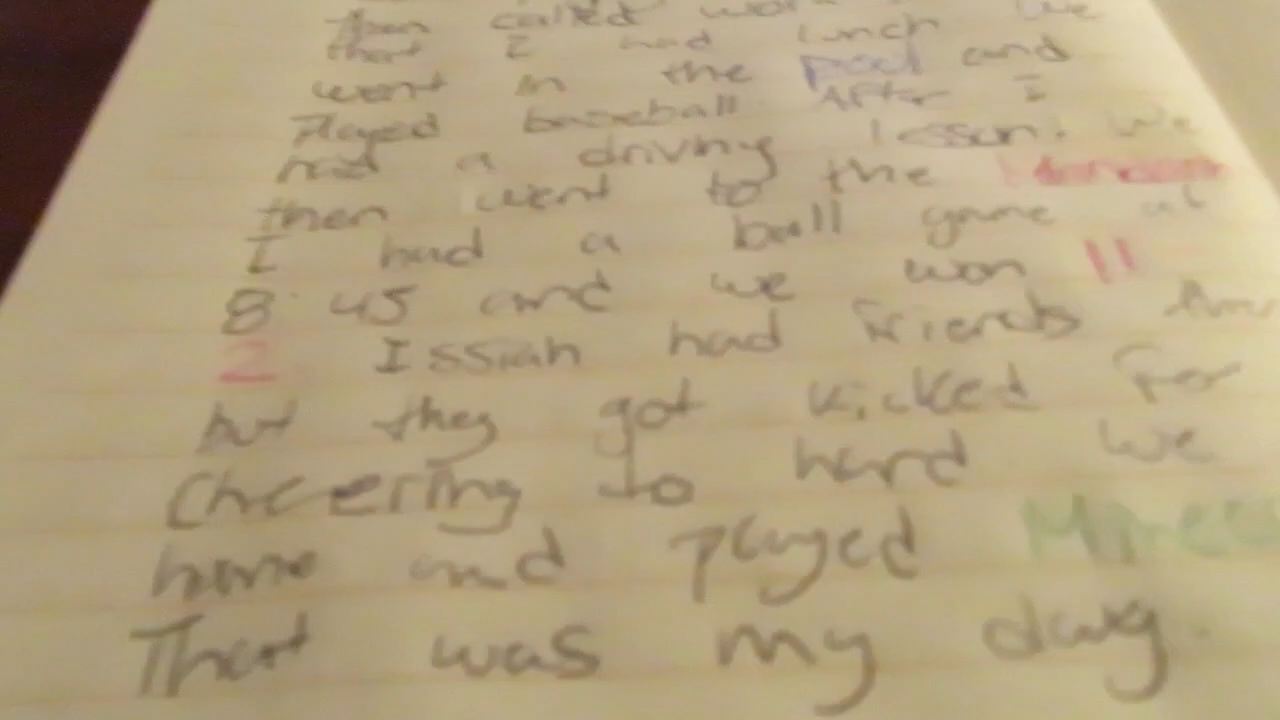 then called
that I had lunch We
went in the pool and
Played baseball After I
had a driving lesson. We
then went to the
I had a ball game at
8:45 and we won 11
2 Issiah had friends
but they got kicked for
Cheering to hard We
home and played
That was my day.